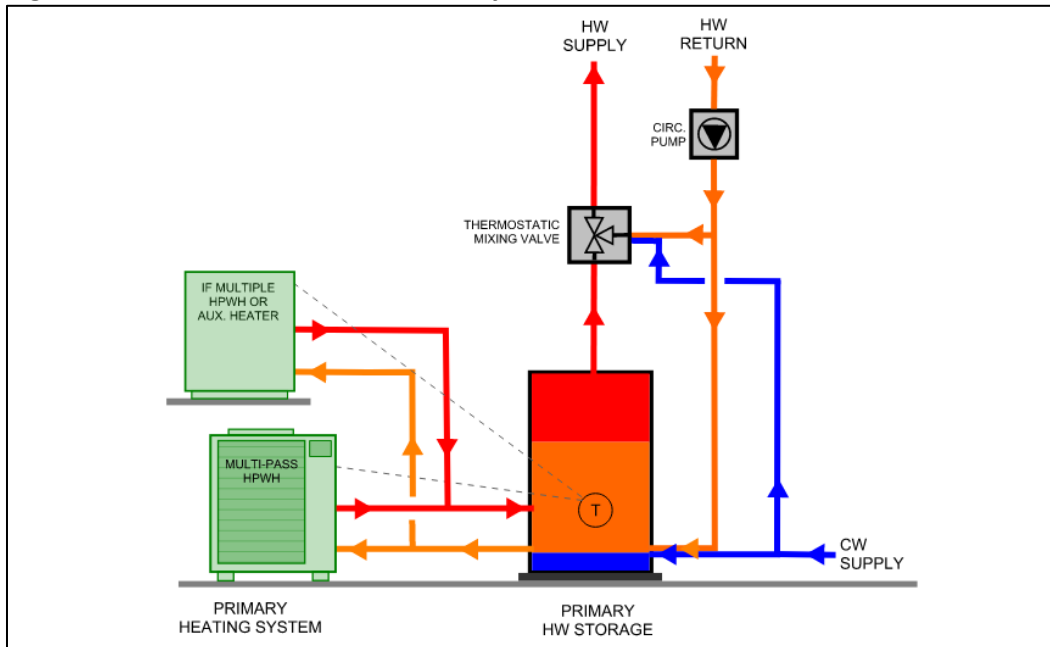 HW
SUPPLY
HW
RETURN
CIRC.
PUMP
THERMOSTATIC
MIXING VALVE
IF MULTIPLE
HPWH OR
AUX. HEATER
MULTI-PASS
HPWH
T
CW
SUPPLY
PRIMARY
HEATING SYSTEM
PRIMARY
HW STORAGE